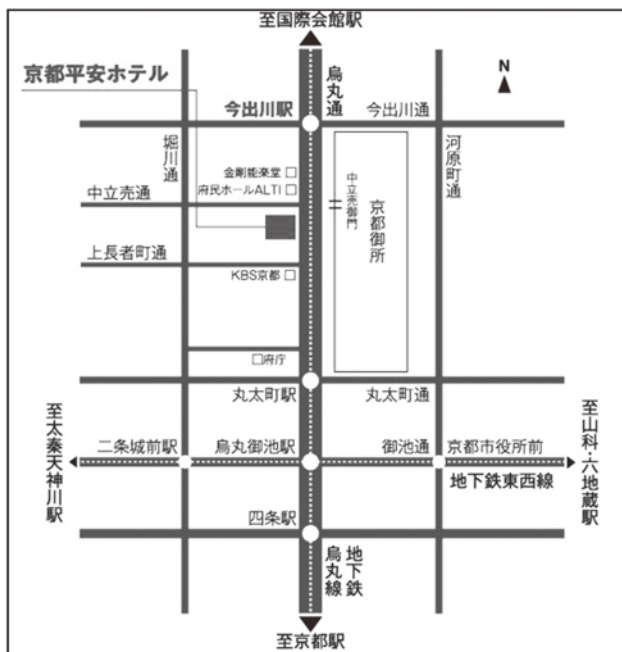 至国際会館駅
N
京都平安ホテル
烏丸通
今出川駅
今出川通
堀川通
河原町通
金剛能楽堂
府民ホールALTI
中立売通
中立売御門
京都御所
上長者町通
KBS京都
府庁
丸太町駅
丸太町通
至太秦天神川駅
二条城前駅
烏丸御池駅
御池通
京都市役所前
至山科・六地蔵駅
地下鉄東西線
四条駅
地下鉄
烏丸線
至京都駅